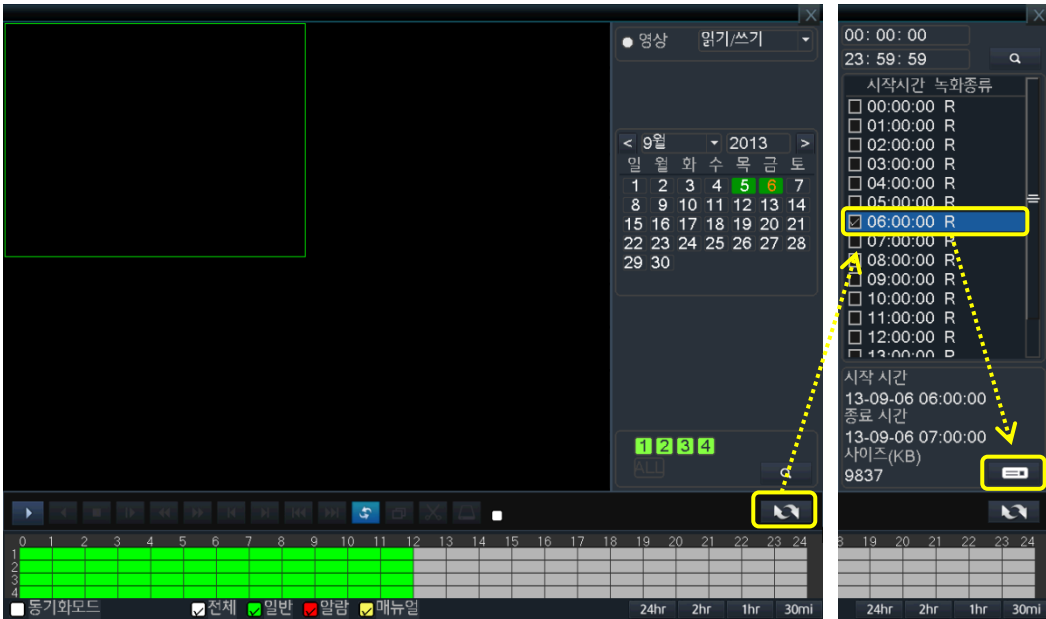 X
영상 읽기/쓰기
< 9월 2013 >
일 월 화 수 목 금 토
1 2 3 4 5 6 7
8 9 10 11 12 13 14
15 16 17 18 19 20 21
22 23 24 25 26 27 28
29 30
1 2 3 4
ALL
0 1 2 3 4 5 6 7 8 9 10 11 12 13 14 15 16 17 18 19 20 21 22 23 24
1
2
3
4
동기화모드 전체 일반 알람 매뉴얼 24hr 2hr 1hr 30mi
X
00: 00: 00
23: 59: 59
시작시간 녹화종류
00:00:00 R
01:00:00 R
02:00:00 R
03:00:00 R
04:00:00 R
05:00:00 R
06:00:00 R
07:00:00 R
08:00:00 R
09:00:00 R
10:00:00 R
11:00:00 R
12:00:00 R
13:00:00 R
시작 시간
13-09-06 06:00:00
종료 시간
13-09-06 07:00:00
사이즈(KB)
9837
19 20 21 22 23 24
24hr 2hr 1hr 30mi